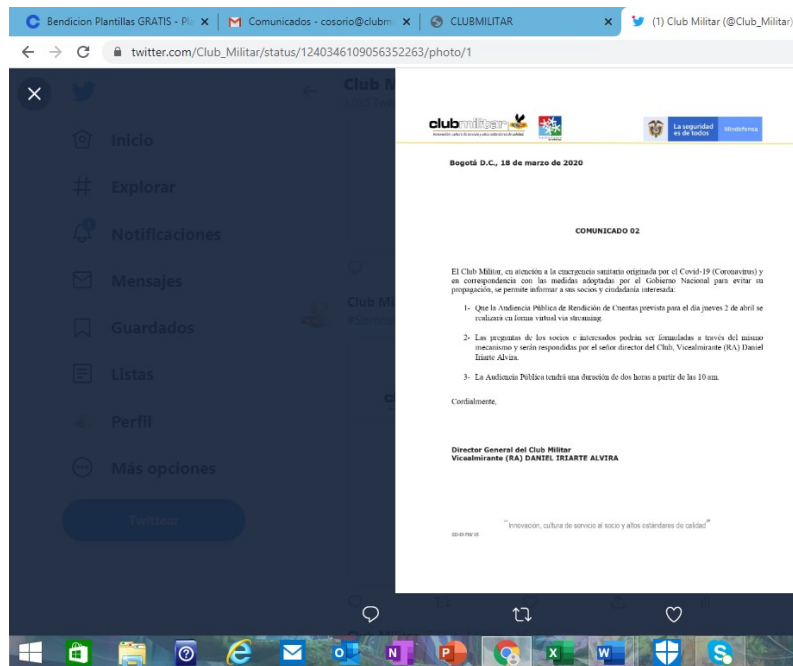 Bendicion Plantillas GRATIS - Pl
Comunicados - cosorio@clubm
CLUBMILITAR
(1) Club Militar (@Club_Militar)
twitter.com/Club_Militar/status/1240346109056352263/photo/1
Inicio
Explorar
Notificaciones
Mensajes
Guardados
Listas
Perfil
Más opciones
Twittear
Club M
Club Mi
clubmilitar
La seguridad
es de todos
Mindefensa
Bogotá D.C., 18 de marzo de 2020
COMUNICADO 02
El Club Militar, en atención a la emergencia sanitaria originada por el Covid-19 (Coronavirus) y
en correspondencia con las medidas adoptadas por el Gobierno Nacional para evitar su
propagación, se permite informar a sus socios y ciudadanía interesada:
1- Que la Audiencia Pública de Rendición de Cuentas prevista para el día jueves 2 de abril se
realizará en forma virtual vía streaming.
2- Las preguntas de los socios e interesados podrán ser formuladas a través del mismo
mecanismo y serán respondidas por el señor director del Club, Vicealmirante (RA) Daniel
Iriarte Alvira.
3- La Audiencia Pública tendrá una duración de dos horas a partir de las 10 am.
Cordialmente,
Director General del Club Militar
Vicealmirante (RA) DANIEL IRIARTE ALVIRA
"Innovación, cultura de servicio al socio y altos estándares de calidad"